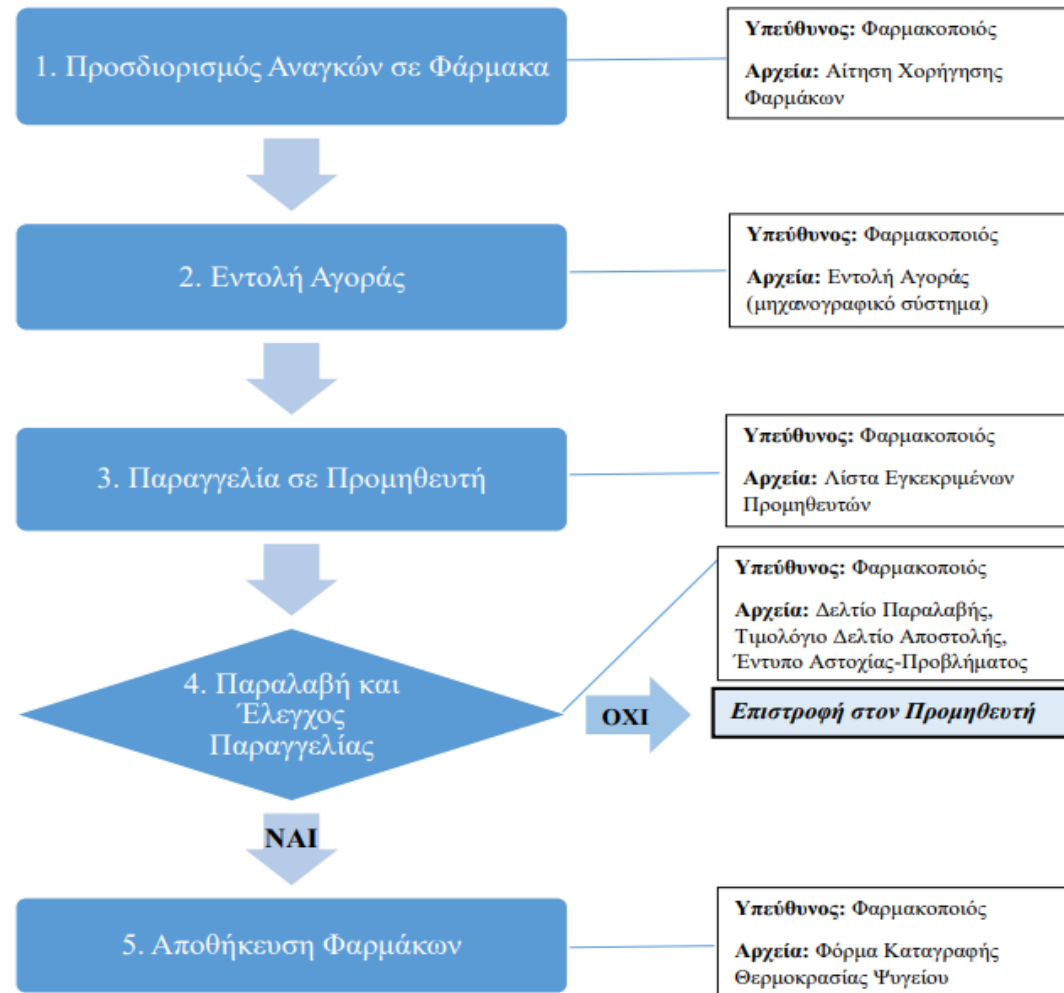 1. Προσδιορισμός Αναγκών σε Φάρμακα
Υπεύθυνος: Φαρμακοποιός
Αρχεία: Αίτηση Χορήγησης
Φαρμάκων
2. Εντολή Αγοράς
Υπεύθυνος: Φαρμακοποιός
Αρχεία: Εντολή Αγοράς
(μηχανογραφικό σύστημα)
3. Παραγγελία σε Προμηθευτή
Υπεύθυνος: Φαρμακοποιός
Αρχεία: Λίστα Εγκεκριμένων
Προμηθευτών
4. Παραλαβή και
Έλεγχος
Παραγγελίας
Υπεύθυνος: Φαρμακοποιός
Αρχεία: Δελτίο Παραλαβής,
Τιμολόγιο Δελτίο Αποστολής,
Έντυπο Αστοχίας-Προβλήματος
ΟΧΙ
Επιστροφή στον Προμηθευτή
ΝΑΙ
5. Αποθήκευση Φαρμάκων
Υπεύθυνος: Φαρμακοποιός
Αρχεία: Φόρμα Καταγραφής
Θερμοκρασίας Ψυγείου